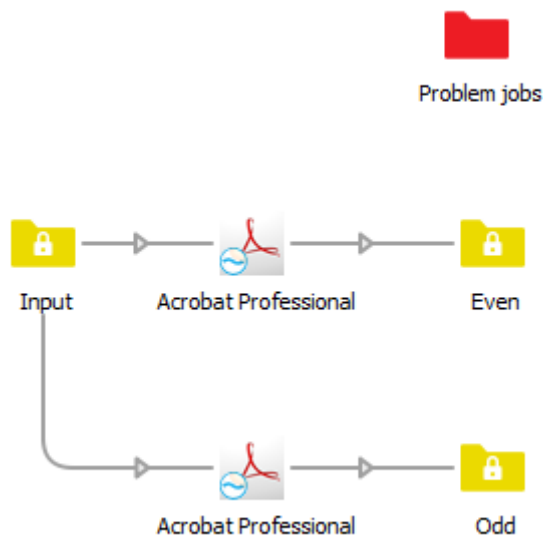 Problem jobs
Input
Acrobat Professional
Even
Acrobat Professional
Odd